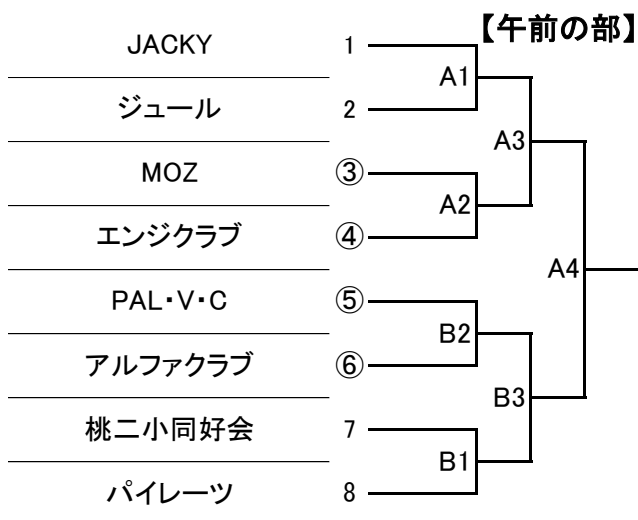 【午前の部】
JACKY 1
A1
ジュール 2
A3
MOZ ③
A2
エンジクラブ ④
A4
PAL・V・C ⑤
B2
アルファクラブ ⑥
B3
桃二小同好会 7
B1
パイレーツ 8